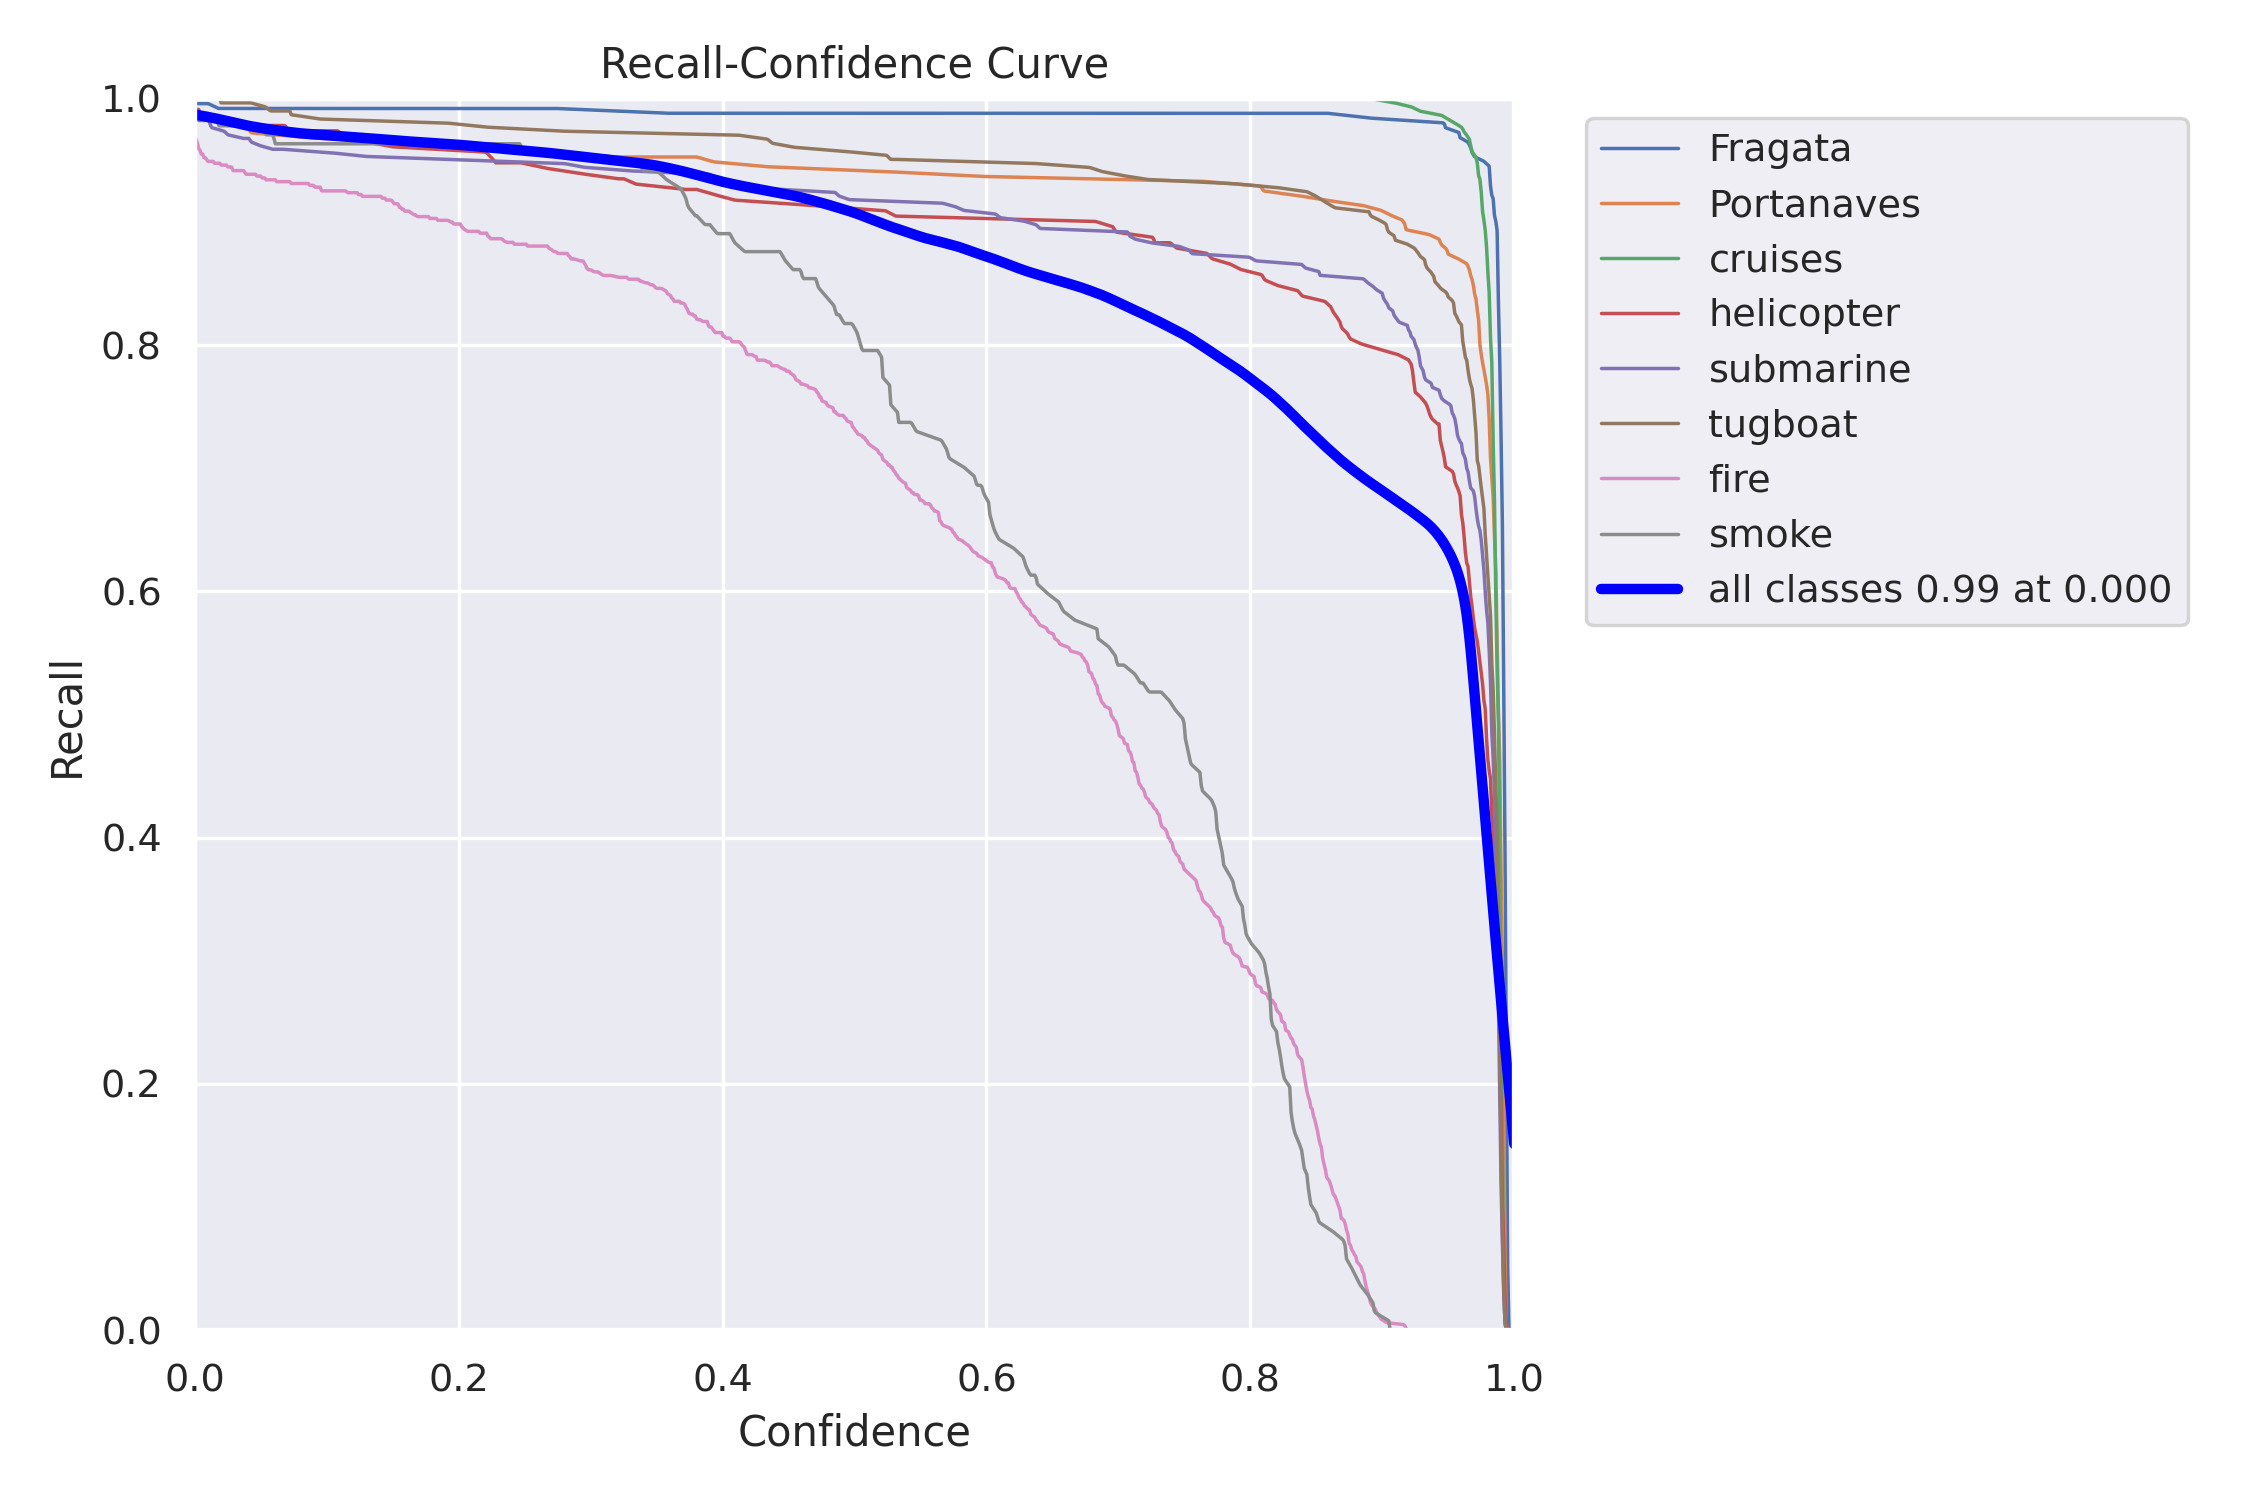 Recall-Confidence Curve
1.0
0.8
0.6
0.4
0.2
0.0
Recall
0.0 0.2 0.4 0.6 0.8 1.0
Confidence
Fragata
Portanaves
cruises
helicopter
submarine
tugboat
fire
smoke
all classes 0.99 at 0.000